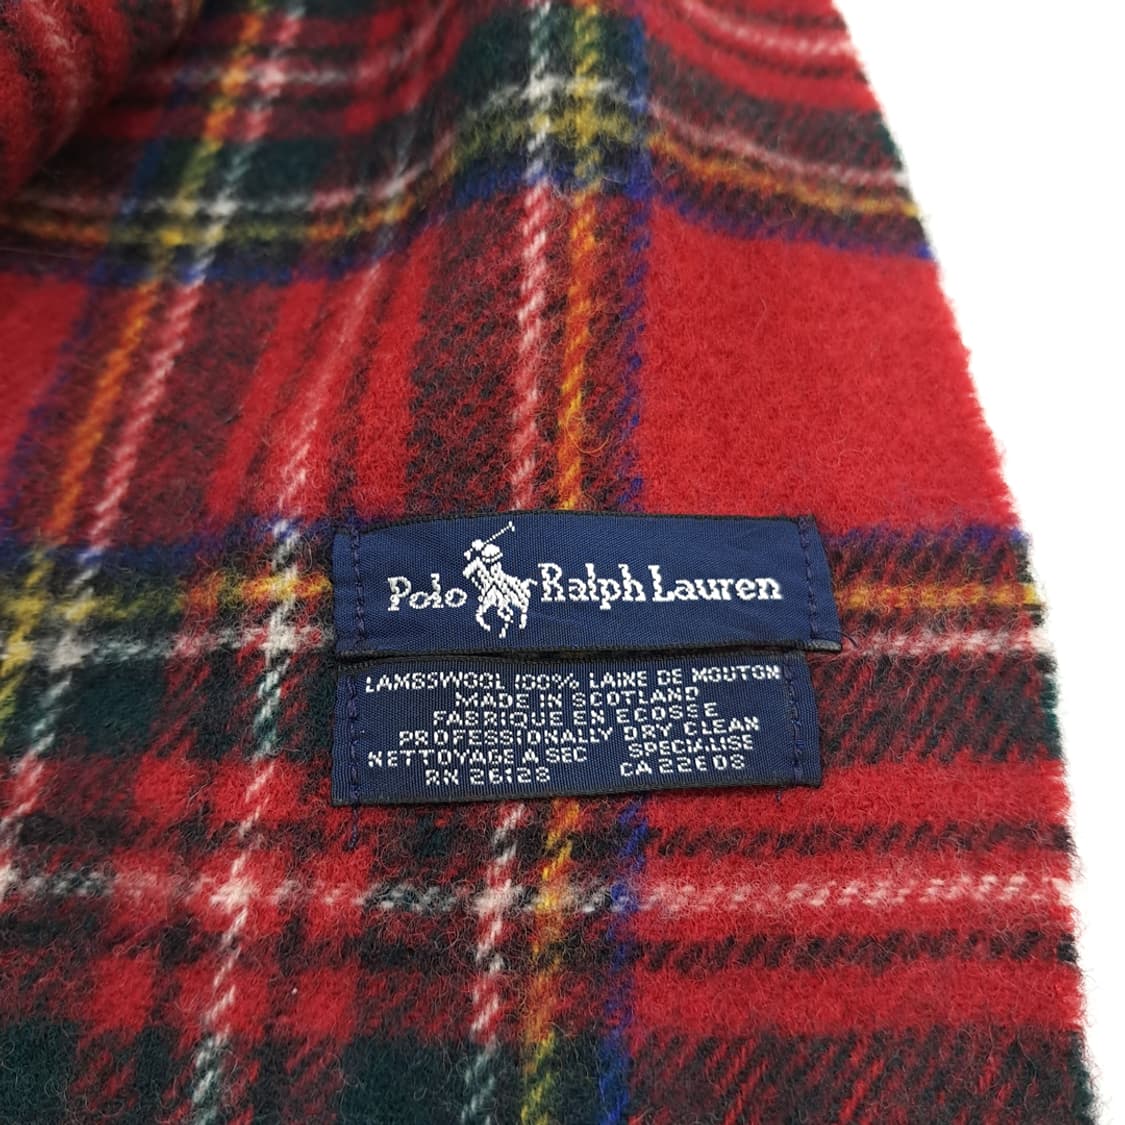 Polo Ralph Lauren
LAMBSWOOL 100% LAINE DE MOUTON
MADE IN SCOTLAND
FABRIQUE EN ECOSSE
PROFESSIONALLY DRY CLEAN
NETTOYAGE A SEC SPECIALISE
RN 26128 CA 22608